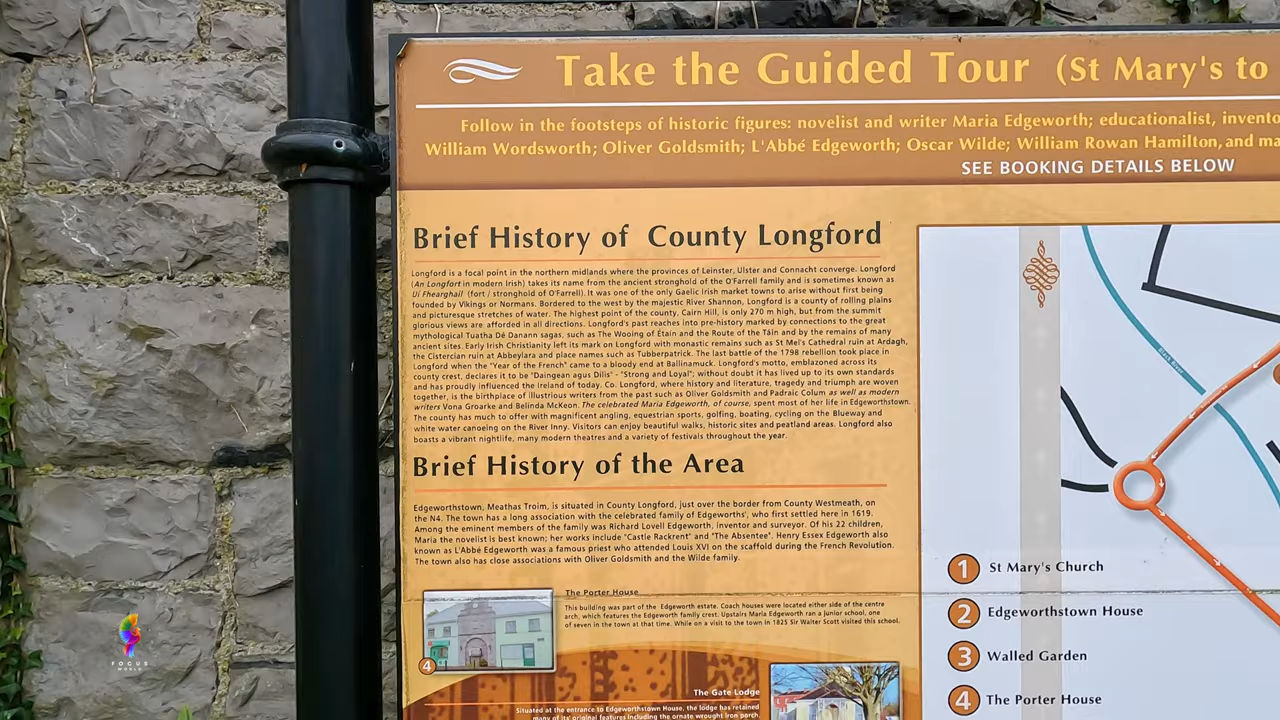 Take the Guided Tour (St Mary's to
Follow in the footsteps of historic figures: novelist and writer Maria Edgeworth; educationalist, invento
William Wordsworth; Oliver Goldsmith; L'Abbé Edgeworth; Oscar Wilde; William Rowan Hamilton, and ma
SEE BOOKING DETAILS BELOW
Brief History of County Longford
Longford is a focal point in the northern midlands where the provinces of Leinster, Ulster and Connacht converge. Longford
(An Longfort in modern Irish) takes its name from the ancient stronghold of the O'Farrell family and is sometimes known as
Uí Fhearghaíl (fort / stronghold of O'Farrell). It was one of the only Gaelic Irish market towns to arise without first being
founded by Vikings or Normans. Bordered to the west by the majestic River Shannon, Longford is a county of rolling plains
and picturesque stretches of water. The highest point of the county, Cairn Hill, is only 270 m high, but from the summit
glorious views are afforded in all directions. Longford's past reaches into pre-history marked by connections to the great
mythological Tuatha Dé Danann sagas, such as The Wooing of Étain and the Route of the Táin and by the remains of many
ancient sites. Early Irish Christianity left its mark on Longford with monastic remains such as St Mel's Cathedral ruin at Ardagh,
the Cistercian ruin at Abbeylara and place names such as Tubberpatrick. The last battle of the 1798 rebellion took place in
Longford when the "Year of the French" came to a bloody end at Ballinamuck. Longford's motto, emblazoned across its
county crest, declares it to be "Daingean agus Dílis" - "Strong and Loyal"; without doubt it has lived up to its own standards
and has proudly influenced the Ireland of today. Co. Longford, where history and literature, tragedy and triumph are woven
together, is the birthplace of illustrious writers from the past such as Oliver Goldsmith and Padraic Colum as well as modern
writers Vona Groarke and Belinda McKeon. The celebrated Maria Edgeworth, of course, spent most of her life in Edgeworthstown.
The county has much to offer with magnificent angling, equestrian sports, golfing, boating, cycling on the Blueway and
white water canoeing on the River Inny. Visitors can enjoy beautiful walks, historic sites and peatland areas. Longford also
boasts a vibrant nightlife, many modern theatres and a variety of festivals throughout the year.
Brief History of the Area
Edgeworthstown, Meathas Troim, is situated in County Longford, just over the border from County Westmeath, on
the N4. The town has a long association with the celebrated family of Edgeworths', who first settled here in 1619.
Among the eminent members of the family was Richard Lovell Edgeworth, inventor and surveyor. Of his 22 children,
Maria the novelist is best known; her works include "Castle Rackrent" and "The Absentee". Henry Essex Edgeworth also
known as L'Abbé Edgeworth was a famous priest who attended Louis XVI on the scaffold during the French Revolution.
The town also has close associations with Oliver Goldsmith and the Wilde family.
The Porter House
This building was part of the Edgeworth estate. Coach houses were located either side of the centre
arch, which features the Edgeworth family crest. Upstairs Maria Edgeworth ran a junior school, one
of seven in the town at that time. While on a visit to the town in 1825 Sir Walter Scott visited this school.
4
The Gate Lodge
Situated at the entrance to Edgeworthstown House, the lodge has retained
many of its' original features including the ornate wrought iron porch.
Black River
1 St Mary's Church
2 Edgeworthstown House
3 Walled Garden
4 The Porter House
FOCUS
WORLD